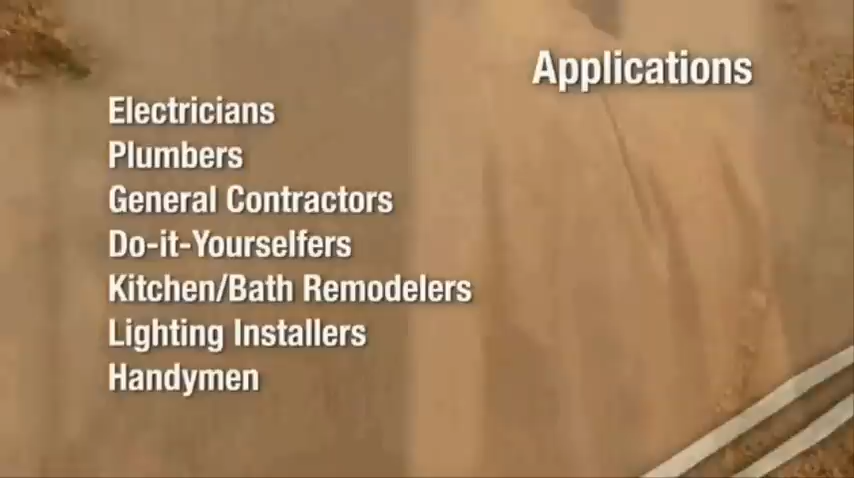 Applications
Electricians
Plumbers
General Contractors
Do-it-Yourselfers
Kitchen/Bath Remodelers
Lighting Installers
Handymen